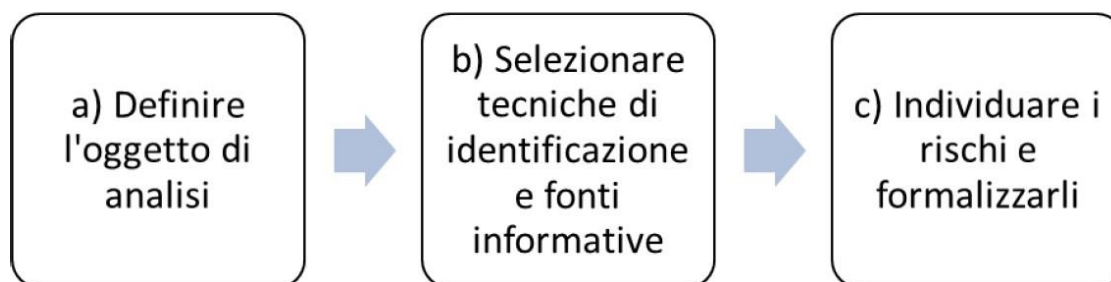 a) Definire
l'oggetto di
analisi
b) Selezionare
tecniche di
identificazione
e fonti
informative
c) Individuare i
rischi e
formalizzarli